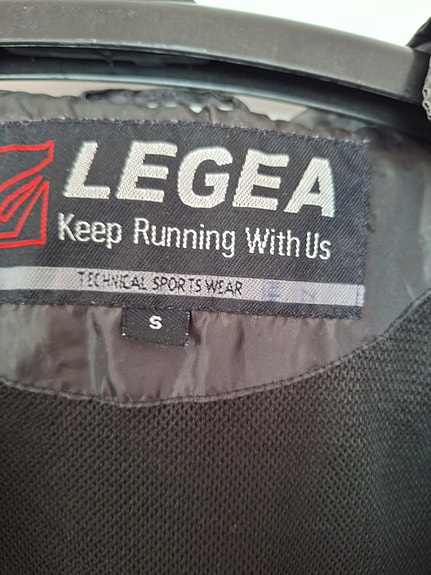 LEGEA
Keep Running With Us
TECHNICAL SPORTS WEAR
S